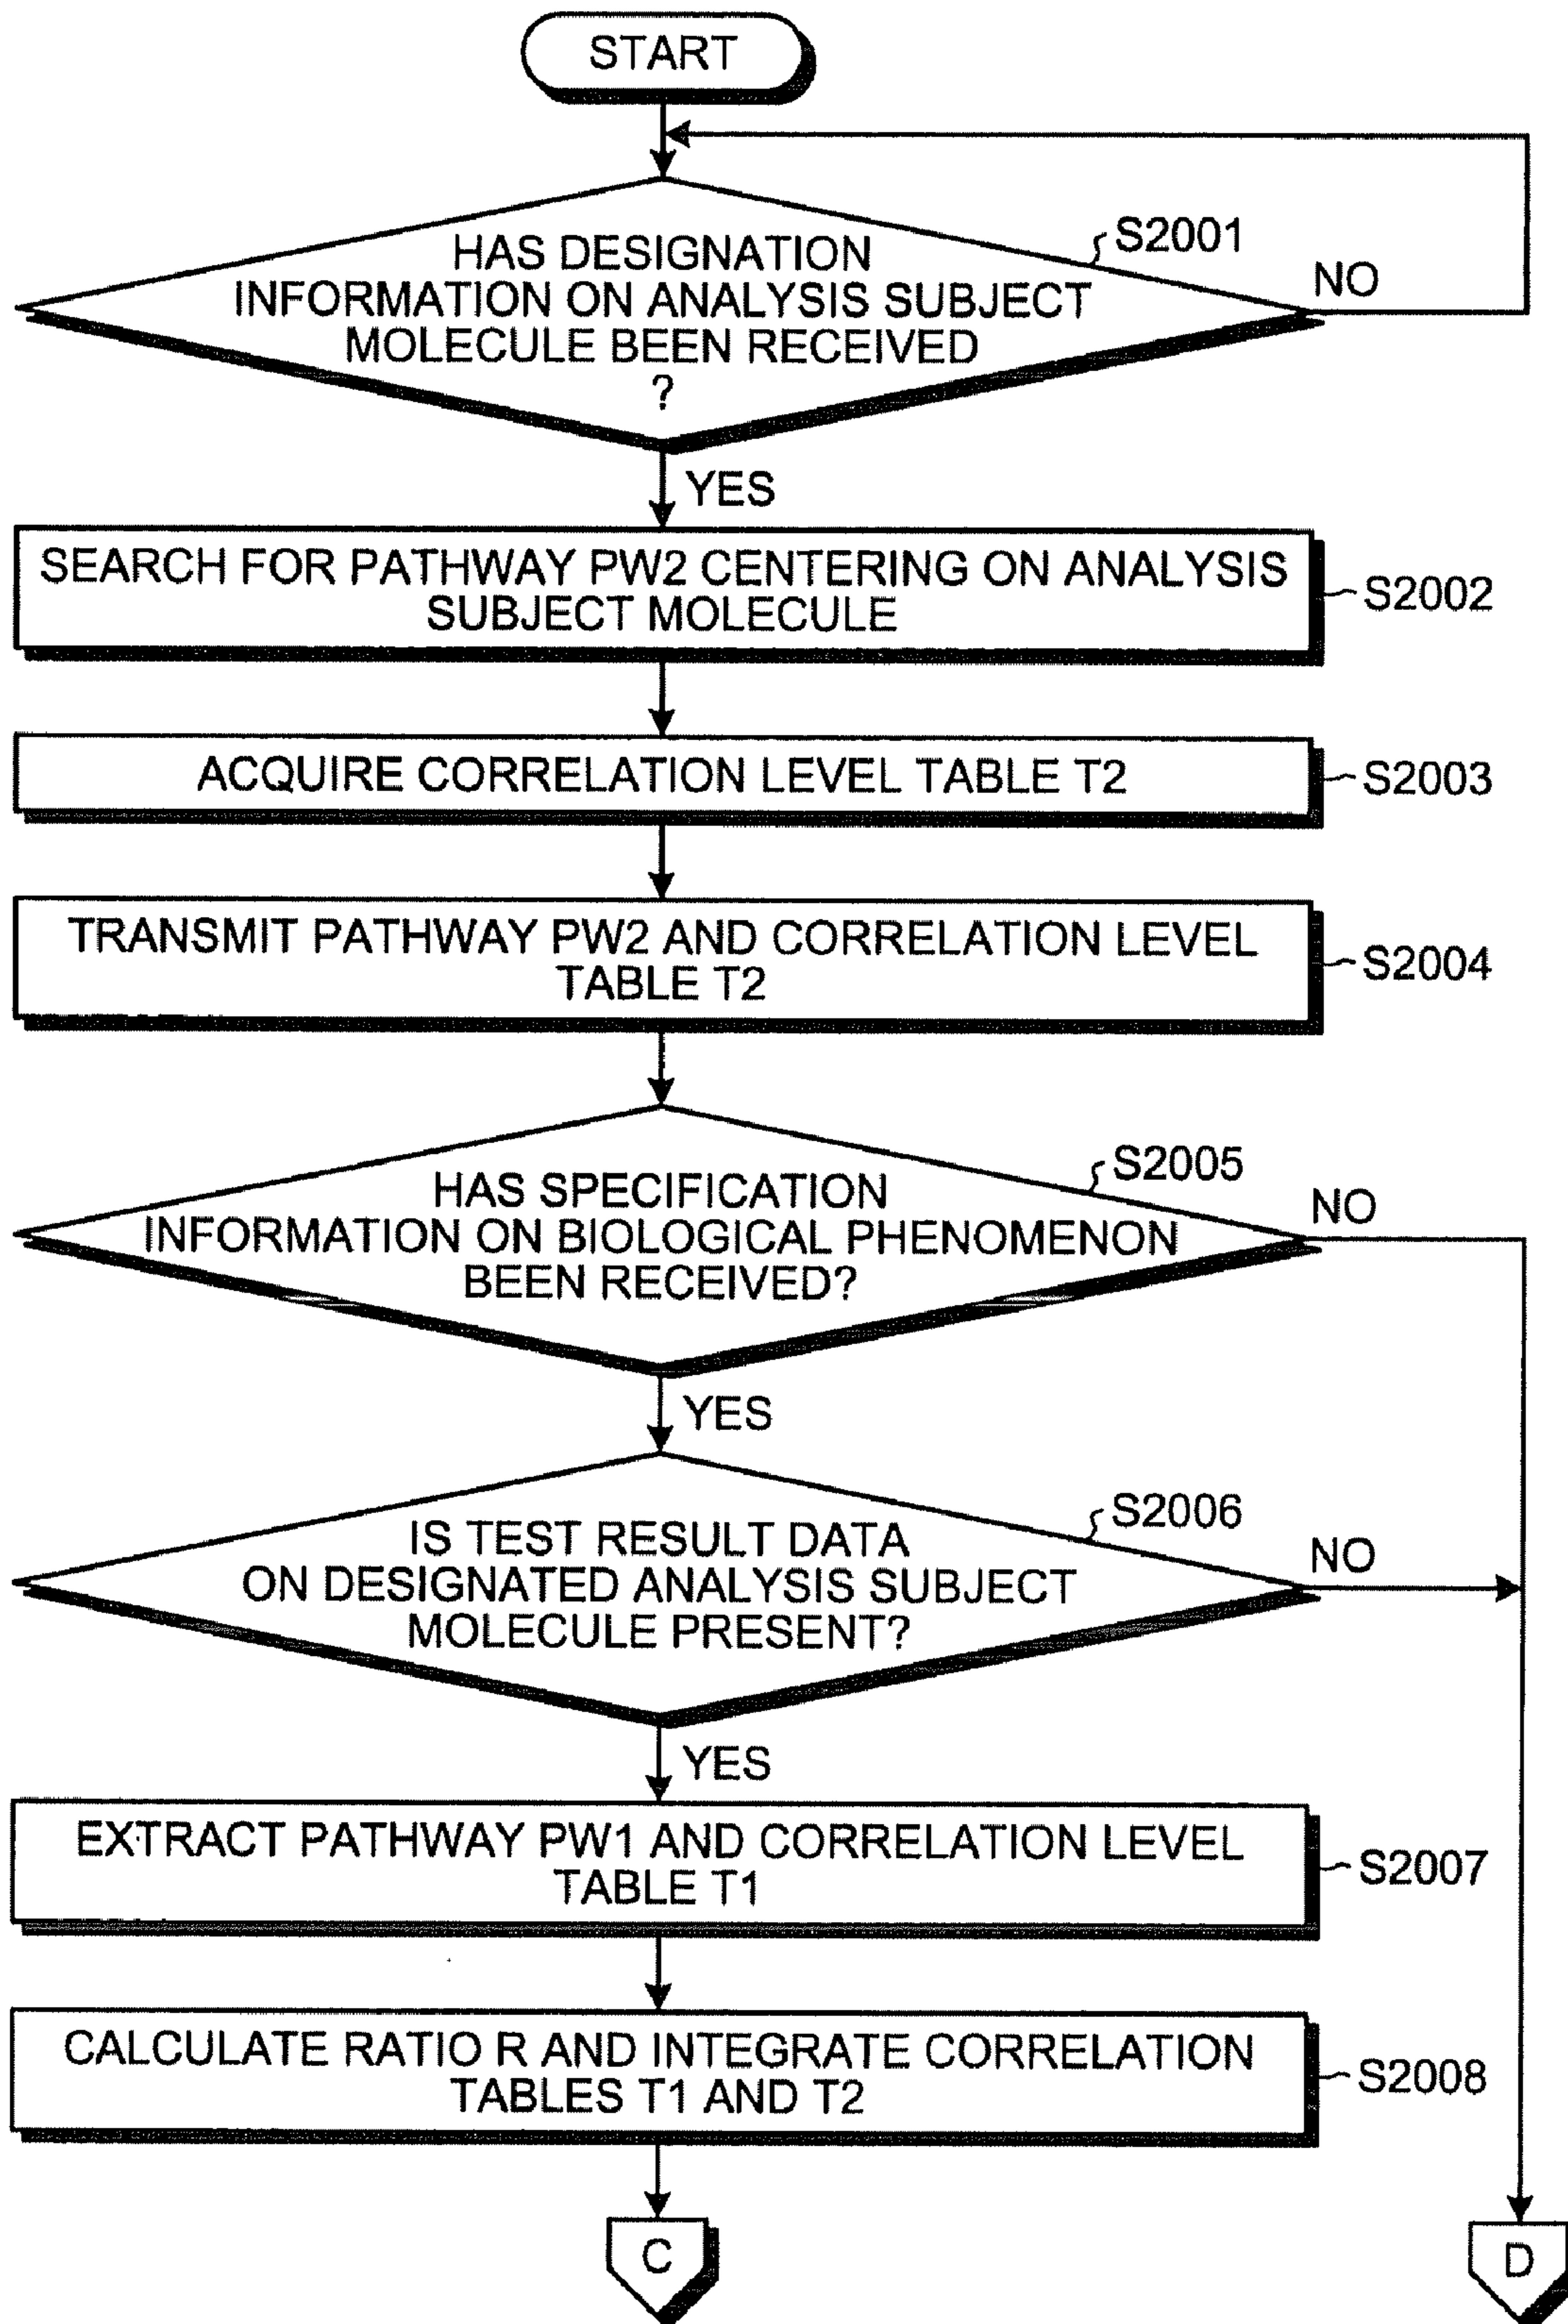 START
HAS DESIGNATION
INFORMATION ON ANALYSIS SUBJECT
MOLECULE BEEN RECEIVED
?
S2001
NO
YES
SEARCH FOR PATHWAY PW2 CENTERING ON ANALYSIS
SUBJECT MOLECULE
S2002
ACQUIRE CORRELATION LEVEL TABLE T2
S2003
TRANSMIT PATHWAY PW2 AND CORRELATION LEVEL
TABLE T2
S2004
HAS SPECIFICATION
INFORMATION ON BIOLOGICAL PHENOMENON
BEEN RECEIVED?
S2005
NO
YES
IS TEST RESULT DATA
ON DESIGNATED ANALYSIS SUBJECT
MOLECULE PRESENT?
S2006
NO
YES
EXTRACT PATHWAY PW1 AND CORRELATION LEVEL
TABLE T1
S2007
CALCULATE RATIO R AND INTEGRATE CORRELATION
TABLES T1 AND T2
S2008
C
D